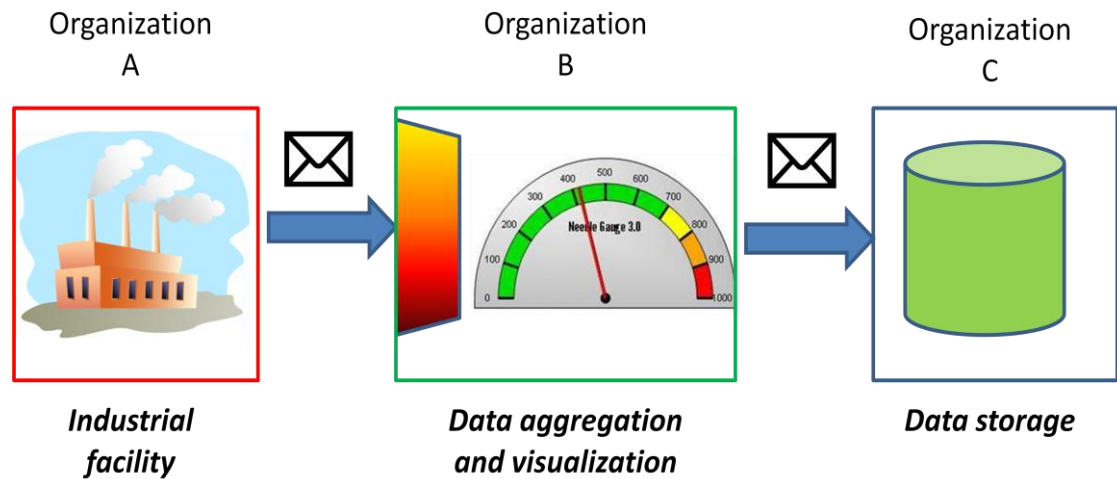 Organization
A
Organization
B
Organization
C
0
100
200
300
400
500
600
700
800
900
1000
Needle Gauge 3.0
Industrial
facility
Data aggregation
and visualization
Data storage